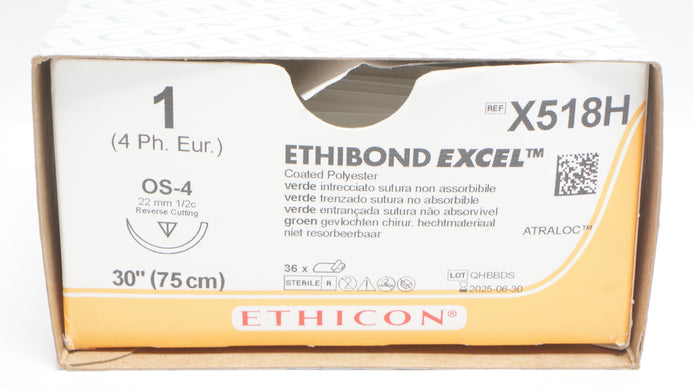 1
(4 Ph. Eur.)
OS-4
22 mm 1/2c
Reverse Cutting
30" (75 cm)
ETHIBOND EXCEL™
Coated Polyester
verde intrecciato sutura non assorbibile
verde trenzado sutura no absorbible
verde entrançada sutura não absorvível
groen gevlochten chirur. hechtmateriaal
niet resorbeerbaar
36 x
STERILE R
REF X518H
ATRALOC™
LOT QHBBDS
2025-06-30
ETHICON®